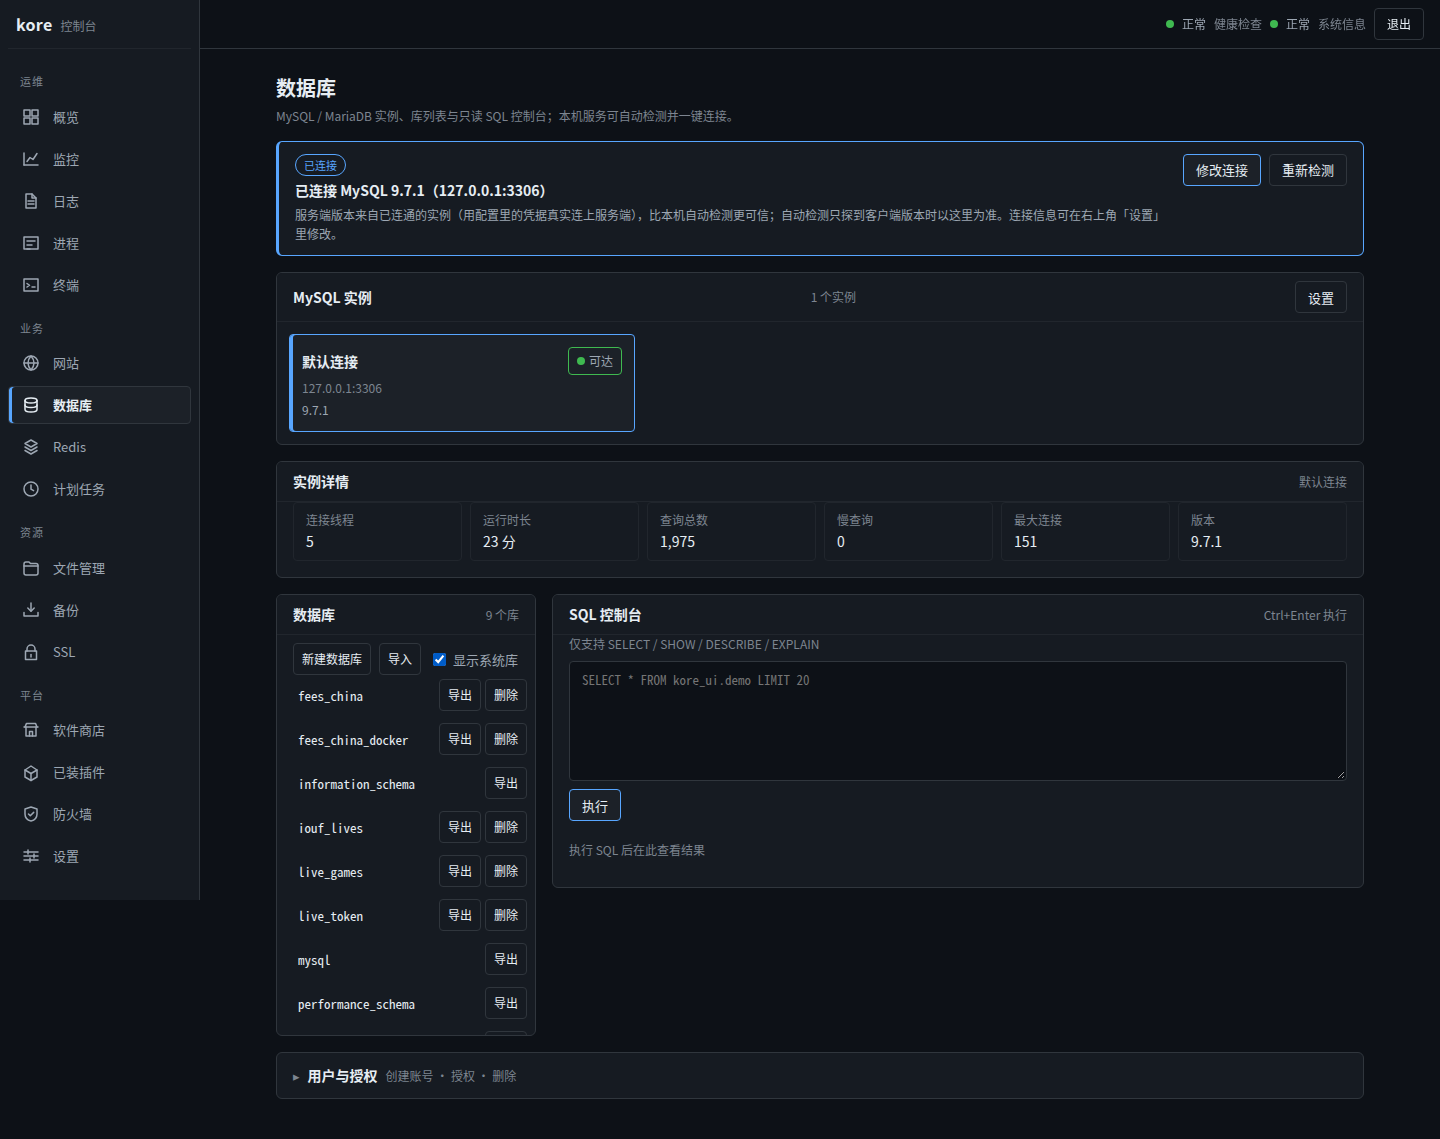 kore 控制台
正常 健康检查 正常 系统信息 退出
运维
概览
监控
日志
进程
终端
业务
网站
数据库
Redis
计划任务
资源
文件管理
备份
SSL
平台
软件商店
已装插件
防火墙
设置
数据库
MySQL / MariaDB 实例、库列表与只读 SQL 控制台；本机服务可自动检测并一键连接。
已连接
已连接 MySQL 9.7.1（127.0.0.1:3306）
服务端版本来自已连通的实例（用配置里的凭据真实连上服务端），比本机自动检测更可信；自动检测只探到客户端版本时以这里为准。连接信息可在右上角「设置」
里修改。
修改连接 重新检测
MySQL 实例 1 个实例 设置
默认连接 可达
127.0.0.1:3306
9.7.1
实例详情 默认连接
连接线程 运行时长 查询总数 慢查询 最大连接 版本
5 23 分 1,975 0 151 9.7.1
数据库 9 个库
新建数据库 导入 显示系统库
fees_china 导出 删除
fees_china_docker 导出 删除
information_schema 导出
iouf_lives 导出 删除
live_games 导出 删除
live_token 导出 删除
mysql 导出
performance_schema 导出
SQL 控制台 Ctrl+Enter 执行
仅支持 SELECT / SHOW / DESCRIBE / EXPLAIN
SELECT * FROM kore_ui.demo LIMIT 20
执行
执行 SQL 后在此查看结果
▸ 用户与授权 创建账号 · 授权 · 删除